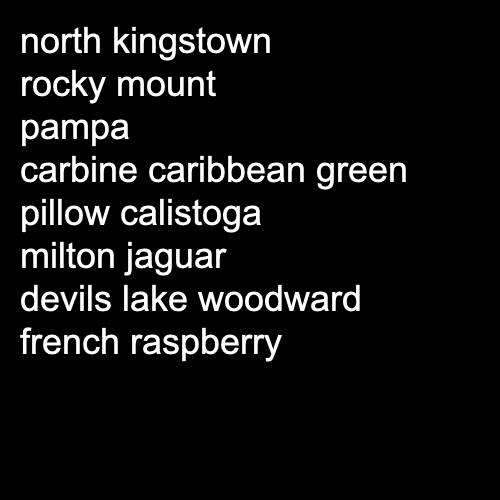 north kingstown
rocky mount
pampa
carbine caribbean green
pillow calistoga
milton jaguar
devils lake woodward
french raspberry